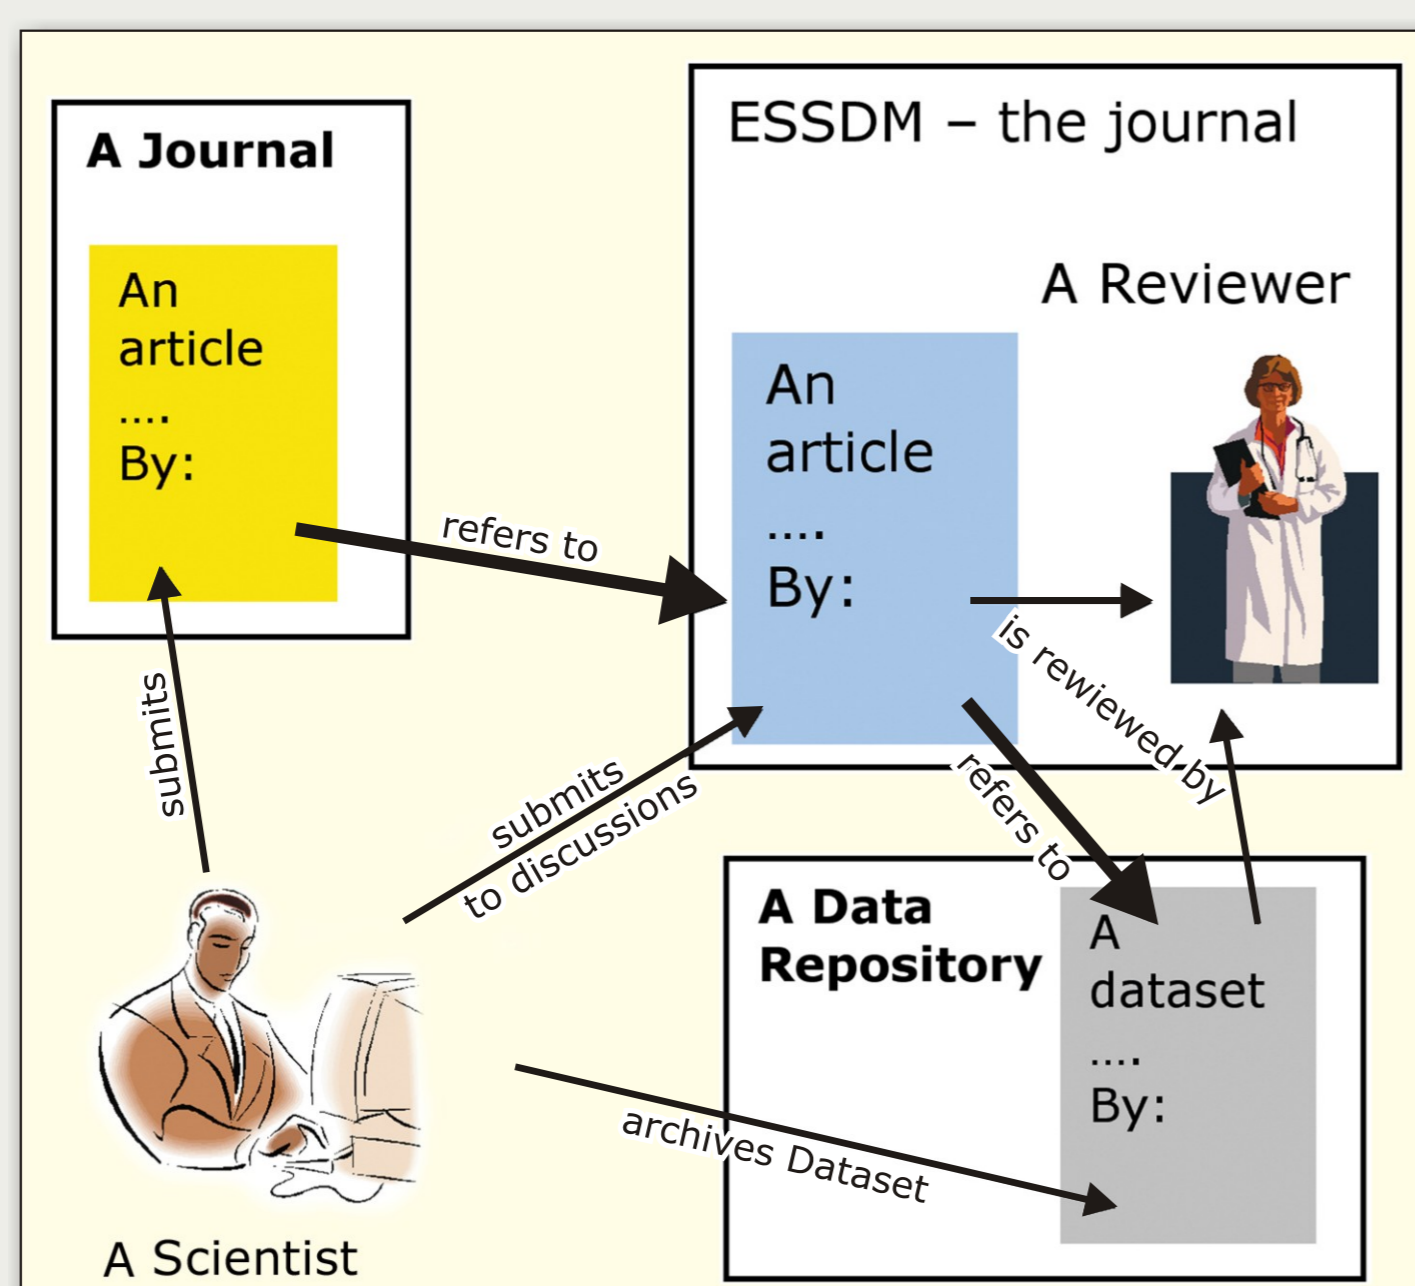 A Journal
An
article
....
By:
ESSDM – the journal
A Reviewer
An
article
....
By:
refers to
is rewiewed by
submits
submits
to discussions
refers to
A Data
Repository
A
dataset
....
By:
archives Dataset
A Scientist